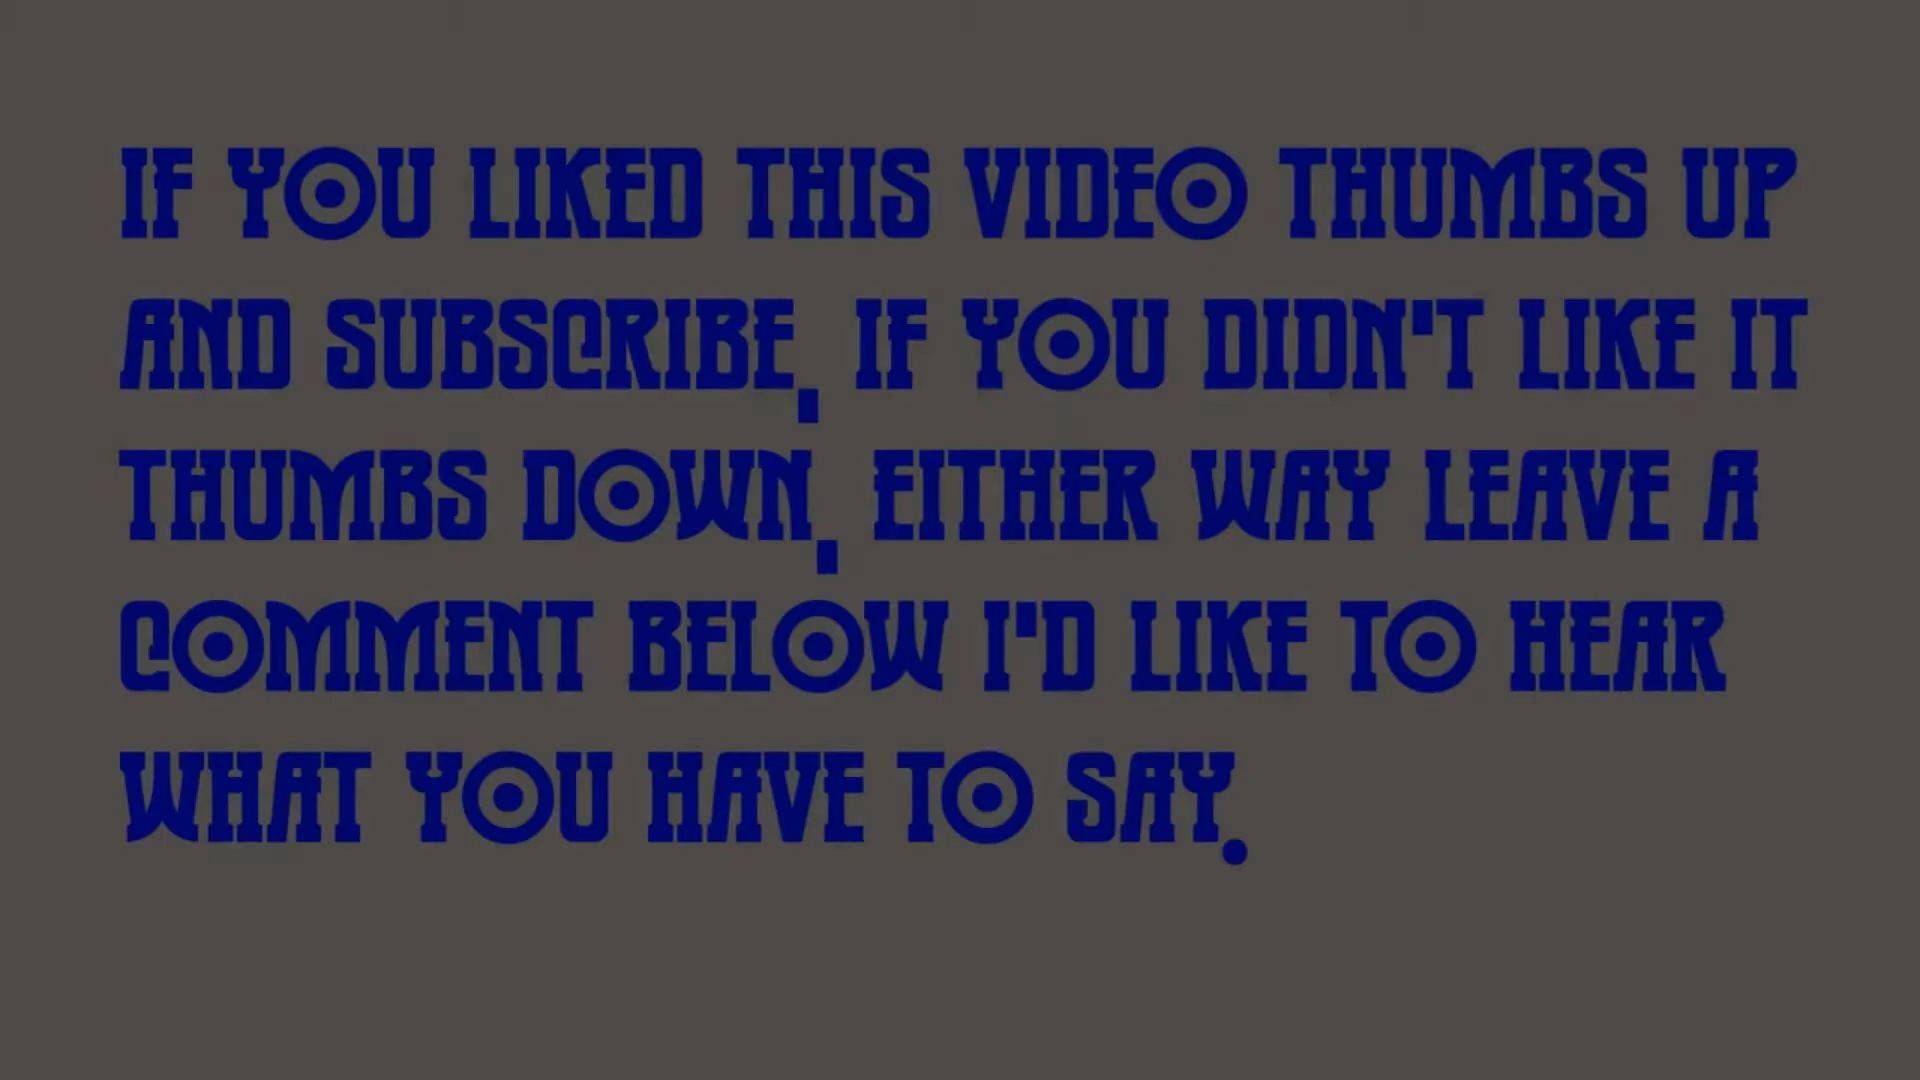 IF YOU LIKED THIS VIDEO THUMBS UP
AND SUBSCRIBE, IF YOU DIDN'T LIKE IT
THUMBS DOWN, EITHER WAY LEAVE A
COMMENT BELOW I'D LIKE TO HEAR
WHAT YOU HAVE TO SAY.